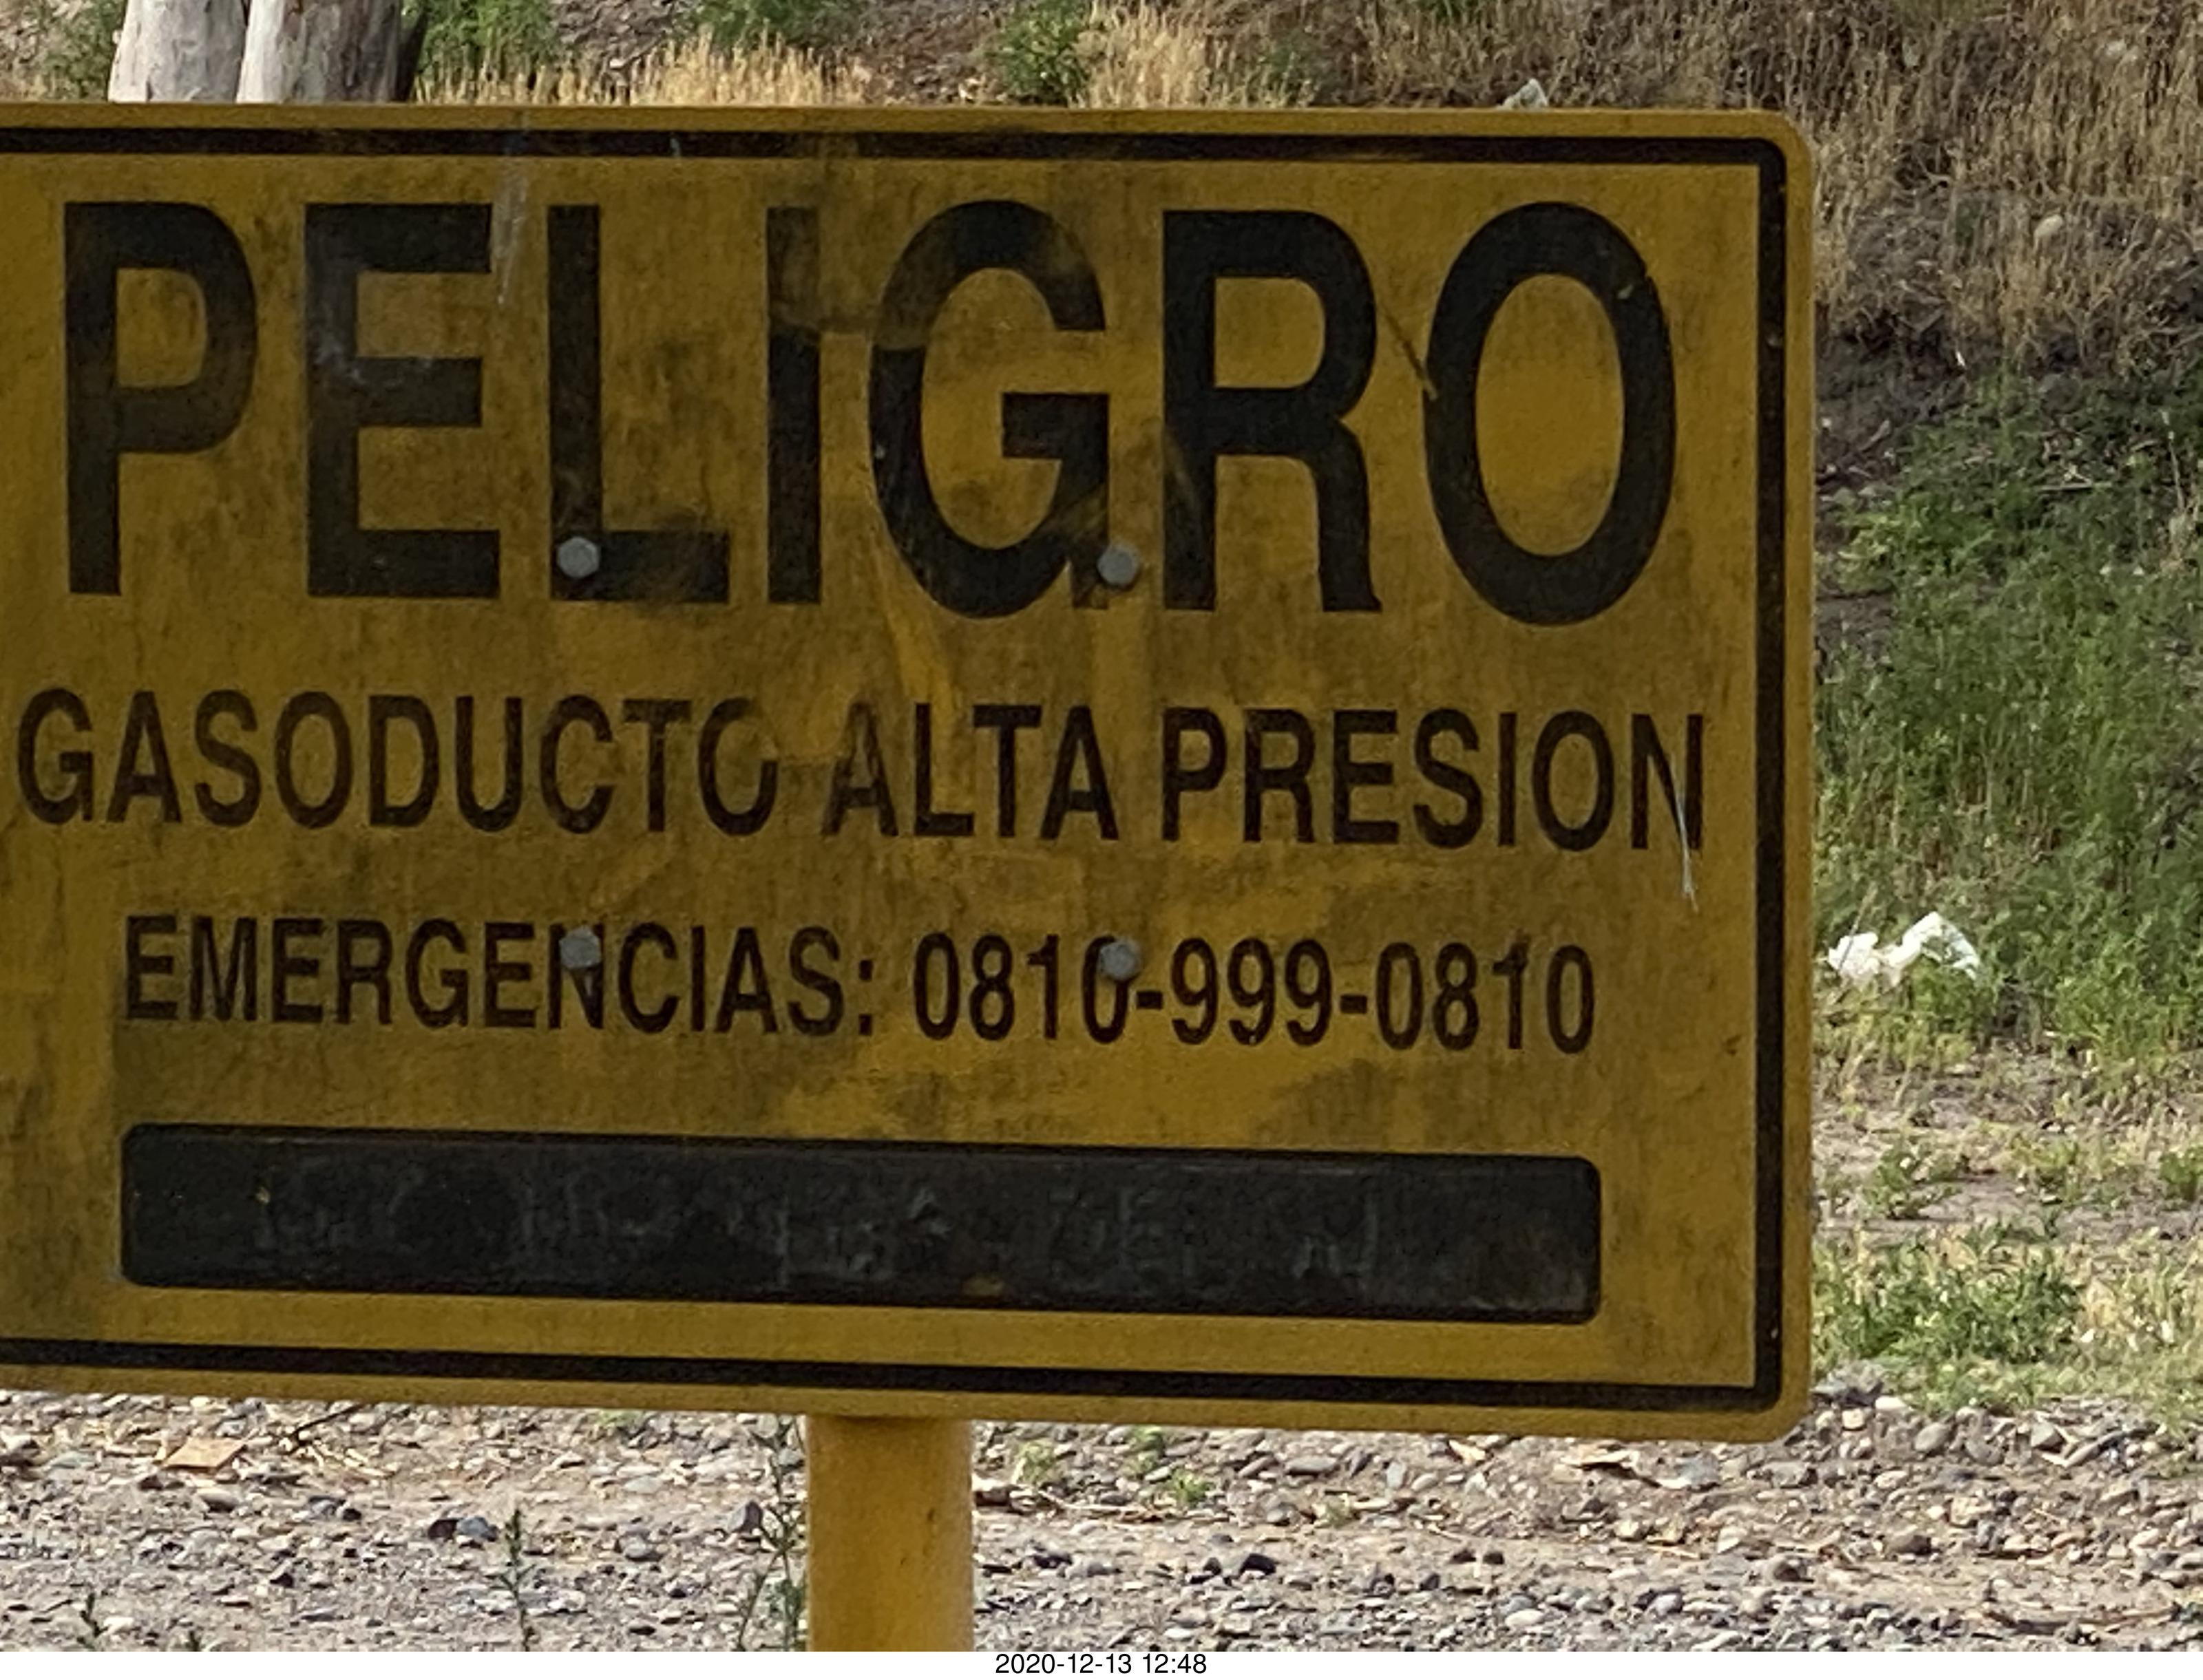 PELIGRO
GASODUCTO ALTA PRESION
EMERGENCIAS: 0810-999-0810
2020-12-13 12:48